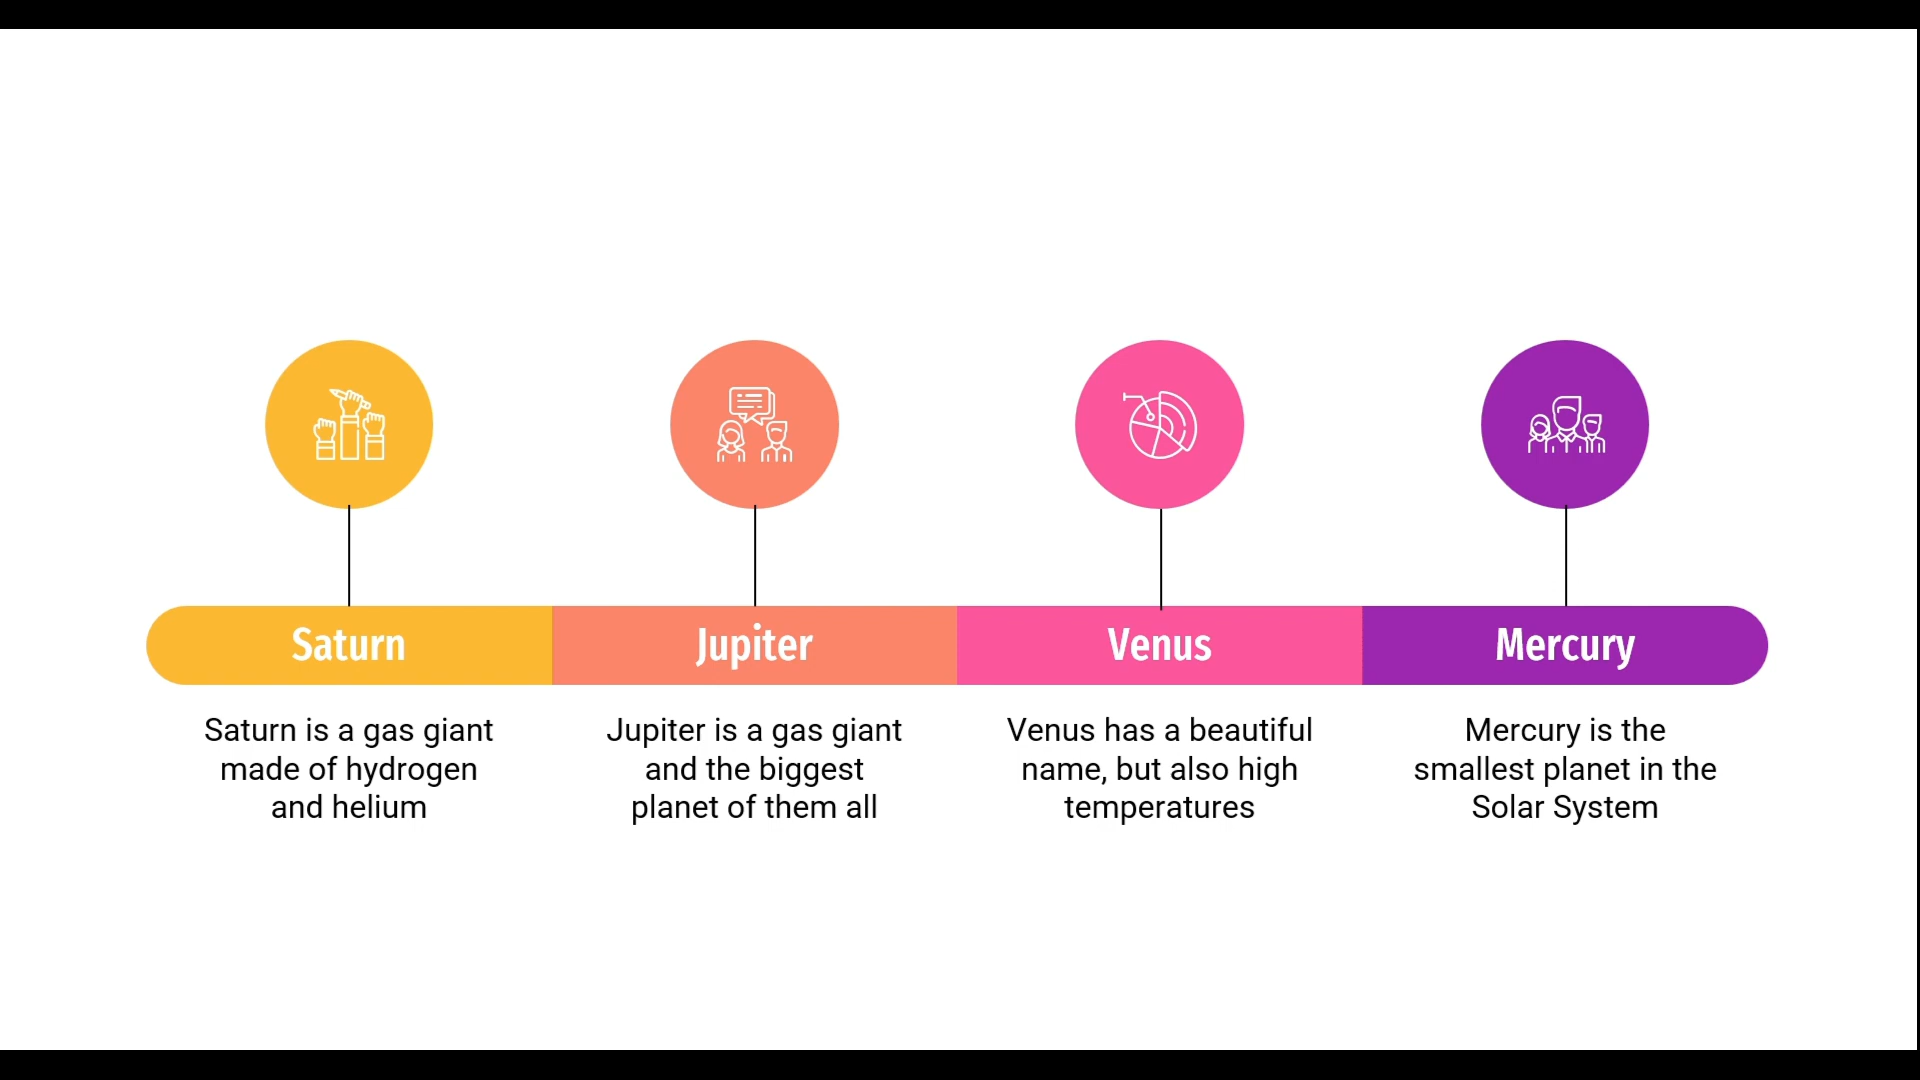 Saturn
Jupiter
Venus
Mercury
Saturn is a gas giant
made of hydrogen
and helium
Jupiter is a gas giant
and the biggest
planet of them all
Venus has a beautiful
name, but also high
temperatures
Mercury is the
smallest planet in the
Solar System